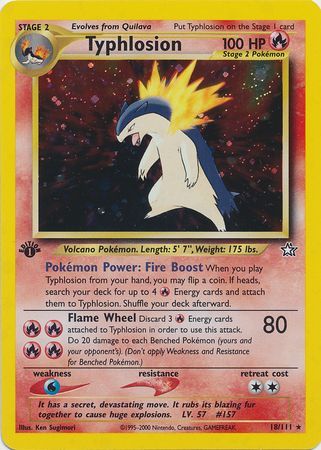 STAGE 2 Evolves from Quilava Put Typhlosion on the Stage 1 card
Typhlosion 100 HP
Stage 2 Pokémon
EDITION 1
Volcano Pokémon. Length: 5' 7", Weight: 175 lbs.
Pokémon Power: Fire Boost When you play
Typhlosion from your hand, you may flip a coin. If heads,
search your deck for up to 4 Energy cards and attach
them to Typhlosion. Shuffle your deck afterward.
Flame Wheel Discard 3 Energy cards
attached to Typhlosion in order to use this attack.
Do 20 damage to each Benched Pokémon (yours and
your opponent's). (Don't apply Weakness and Resistance
for Benched Pokémon.)
80
weakness resistance retreat cost
It has a secret, devastating move. It rubs its blazing fur
together to cause huge explosions. LV. 57 #157
Illus. Ken Sugimori ©1995-2000 Nintendo, Creatures, GAMEFREAK. 18/111 ★